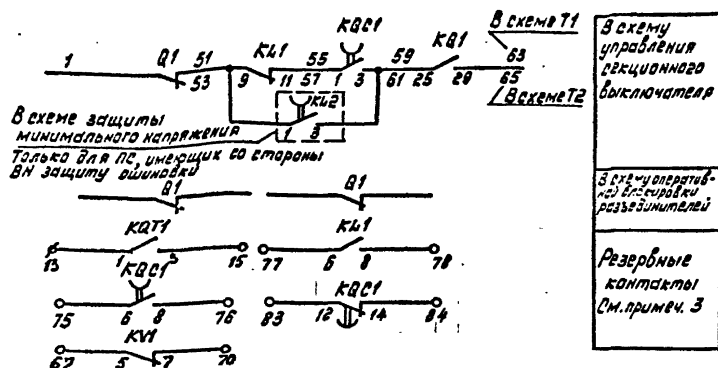 В схеме Т1
1
Q1
51
53
KL1
9
11
55
57
KQC1
1
3
59
61
KQ1
25
28
63
65
В схеме Т2
В схему
управления
секционного
выключателя
KL2
1
3
В схеме защиты
минимального напряжения
Только для ПС, имеющих со стороны
ВН защиту ошиновки
Q1
Q1
В схему оператив-
ной блокировки
разъединителей
KQT1
13
1
3
15
KL1
77
6
8
78
KQC1
75
6
8
76
KQC1
83
12
14
84
KV1
67
5
7
70
Резервные
контакты
См.примеч. 3